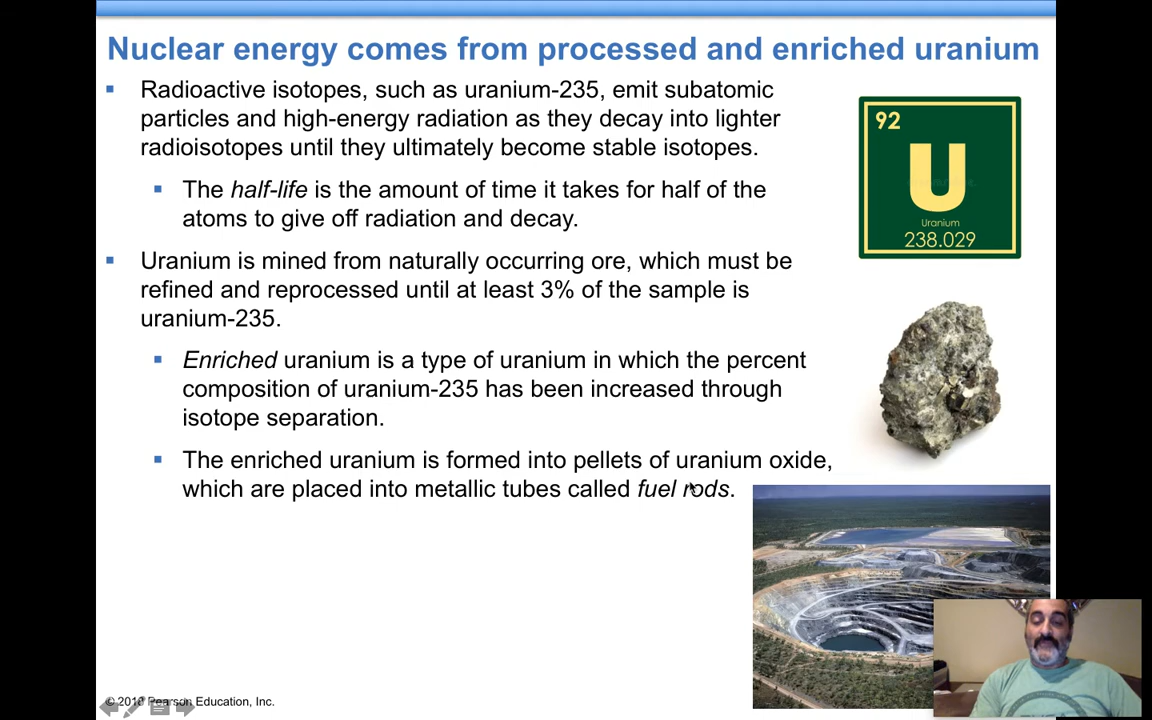 Nuclear energy comes from processed and enriched uranium
▪ Radioactive isotopes, such as uranium-235, emit subatomic
particles and high-energy radiation as they decay into lighter
radioisotopes until they ultimately become stable isotopes.
▪ The half-life is the amount of time it takes for half of the
atoms to give off radiation and decay.
▪ Uranium is mined from naturally occurring ore, which must be
refined and reprocessed until at least 3% of the sample is
uranium-235.
▪ Enriched uranium is a type of uranium in which the percent
composition of uranium-235 has been increased through
isotope separation.
▪ The enriched uranium is formed into pellets of uranium oxide,
which are placed into metallic tubes called fuel rods.
92
U
Uranium
238.029
© Pearson Education, Inc.